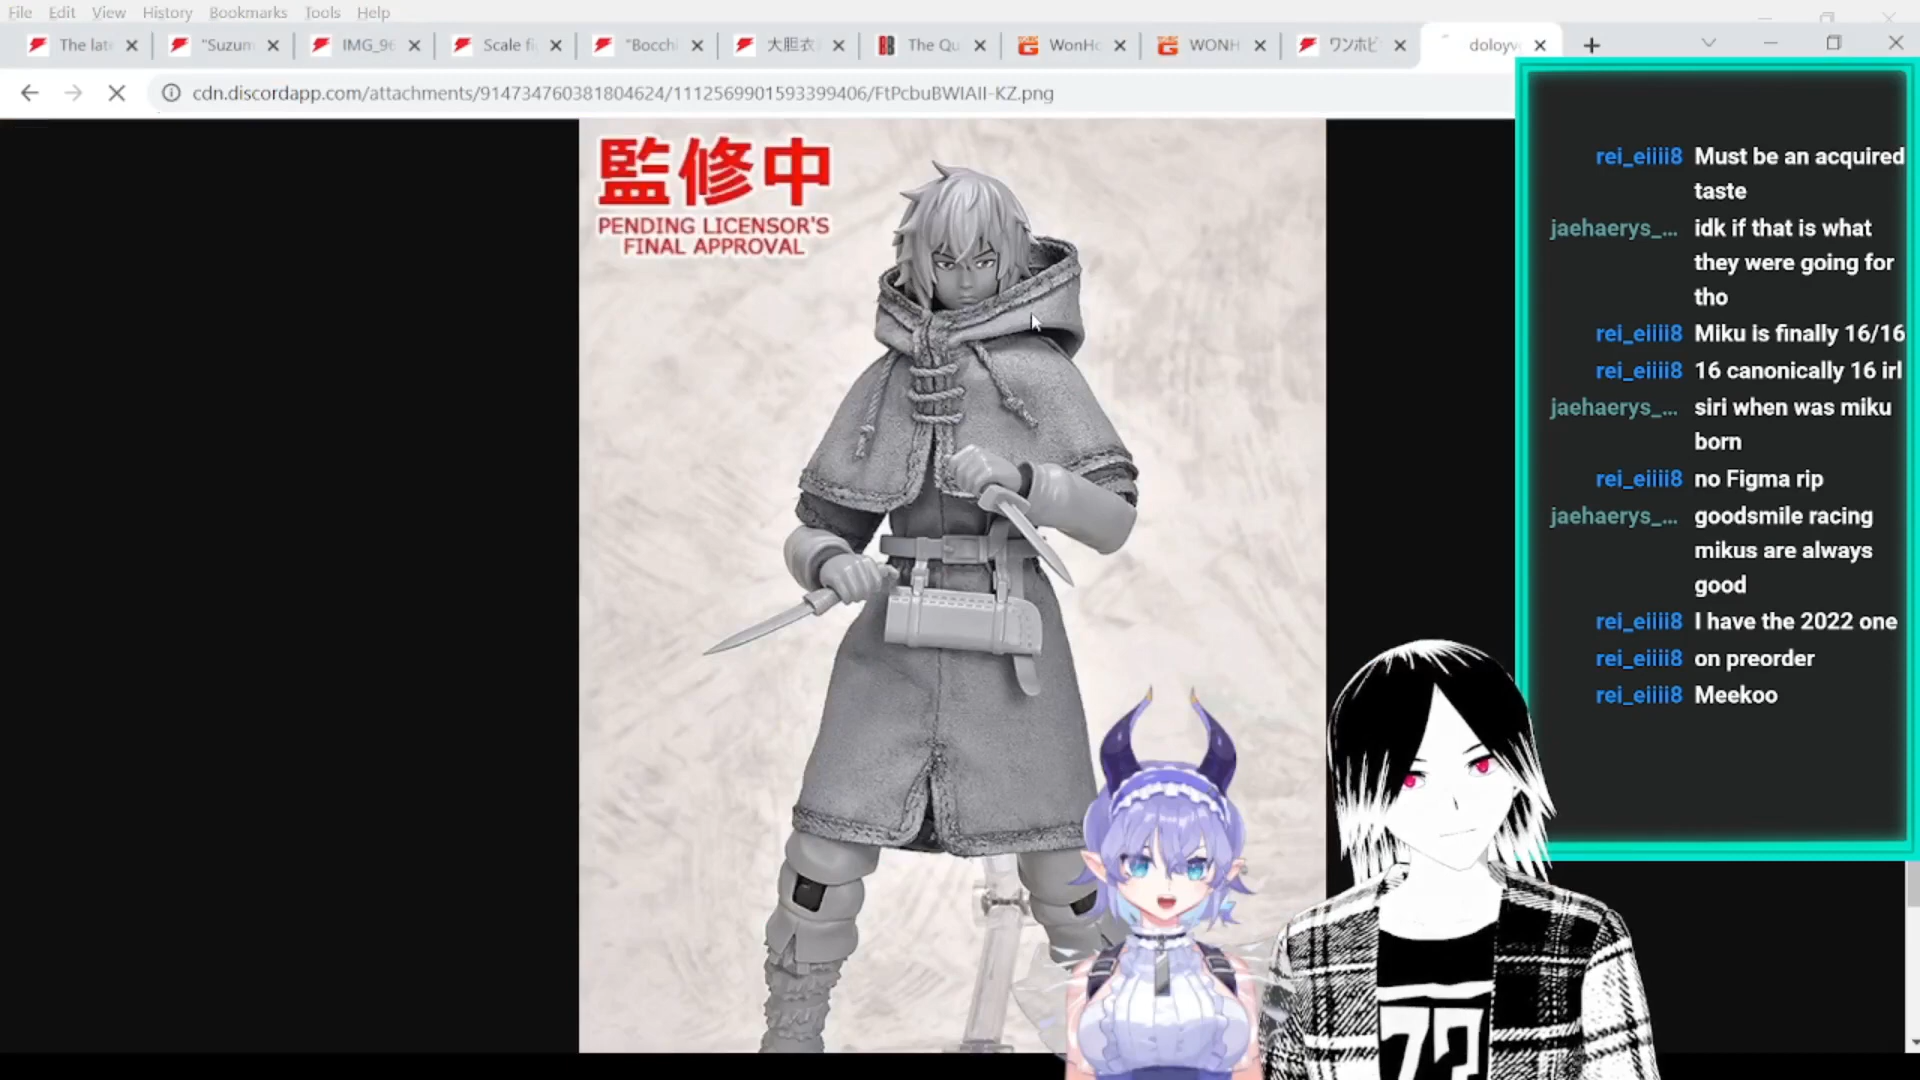 File Edit View History Bookmarks Tools Help
The late "Suzum IMG_96 Scale fi "Bocchi 大胆衣 The Qu WonHo WONH ワンホビ doloyv
cdn.discordapp.com/attachments/914734760381804624/1112569901593399406/FtPcbuBWIAII-KZ.png
監修中
PENDING LICENSOR'S
FINAL APPROVAL
rei_eiiii8 Must be an acquired
taste
jaehaerys_... idk if that is what
they were going for
tho
rei_eiiii8 Miku is finally 16/16
rei_eiiii8 16 canonically 16 irl
jaehaerys_... siri when was miku
born
rei_eiiii8 no Figma rip
jaehaerys_... goodsmile racing
mikus are always
good
rei_eiiii8 I have the 2022 one
rei_eiiii8 on preorder
rei_eiiii8 Meekoo